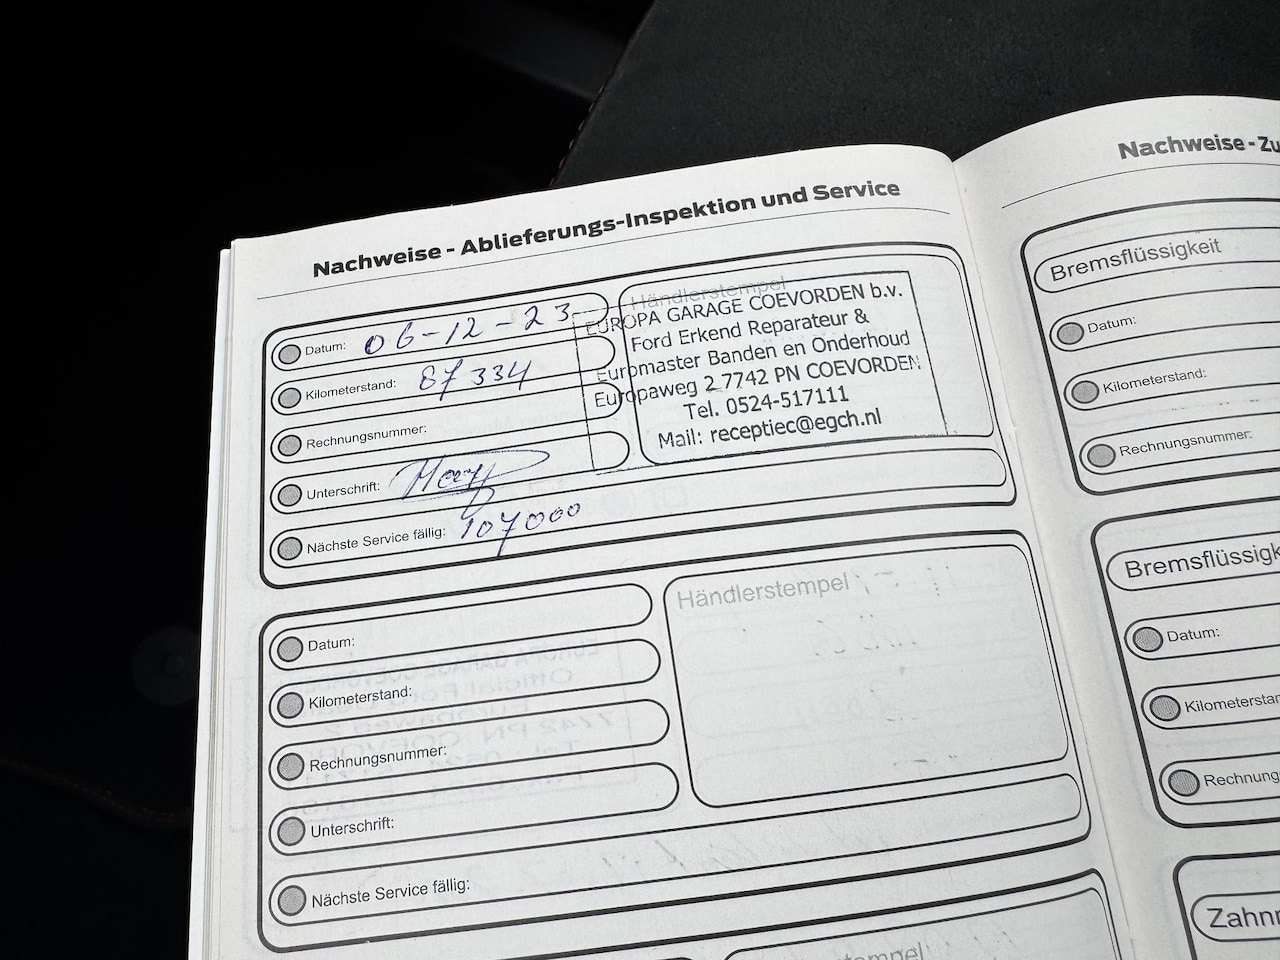 Nachweise - Ablieferungs-Inspektion und Service
Datum: 06-12-23
Kilometerstand: 87 334
Rechnungsnummer:
Unterschrift:
Nächste Service fällig: 107000
Händlerstempel
EUROPA GARAGE COEVORDEN b.v.
Ford Erkend Reparateur &
Euromaster Banden en Onderhoud
Europaweg 2 7742 PN COEVORDEN
Tel. 0524-517111
Mail: receptiec@egch.nl
Datum:
Kilometerstand:
Rechnungsnummer:
Unterschrift:
Nächste Service fällig:
Händlerstempel
stempel
Nachweise - Zu
Bremsflüssigkeit
Datum:
Kilometerstand:
Rechnungsnummer:
Bremsflüssigk
Datum:
Kilometerstan
Rechnung
Zahnr